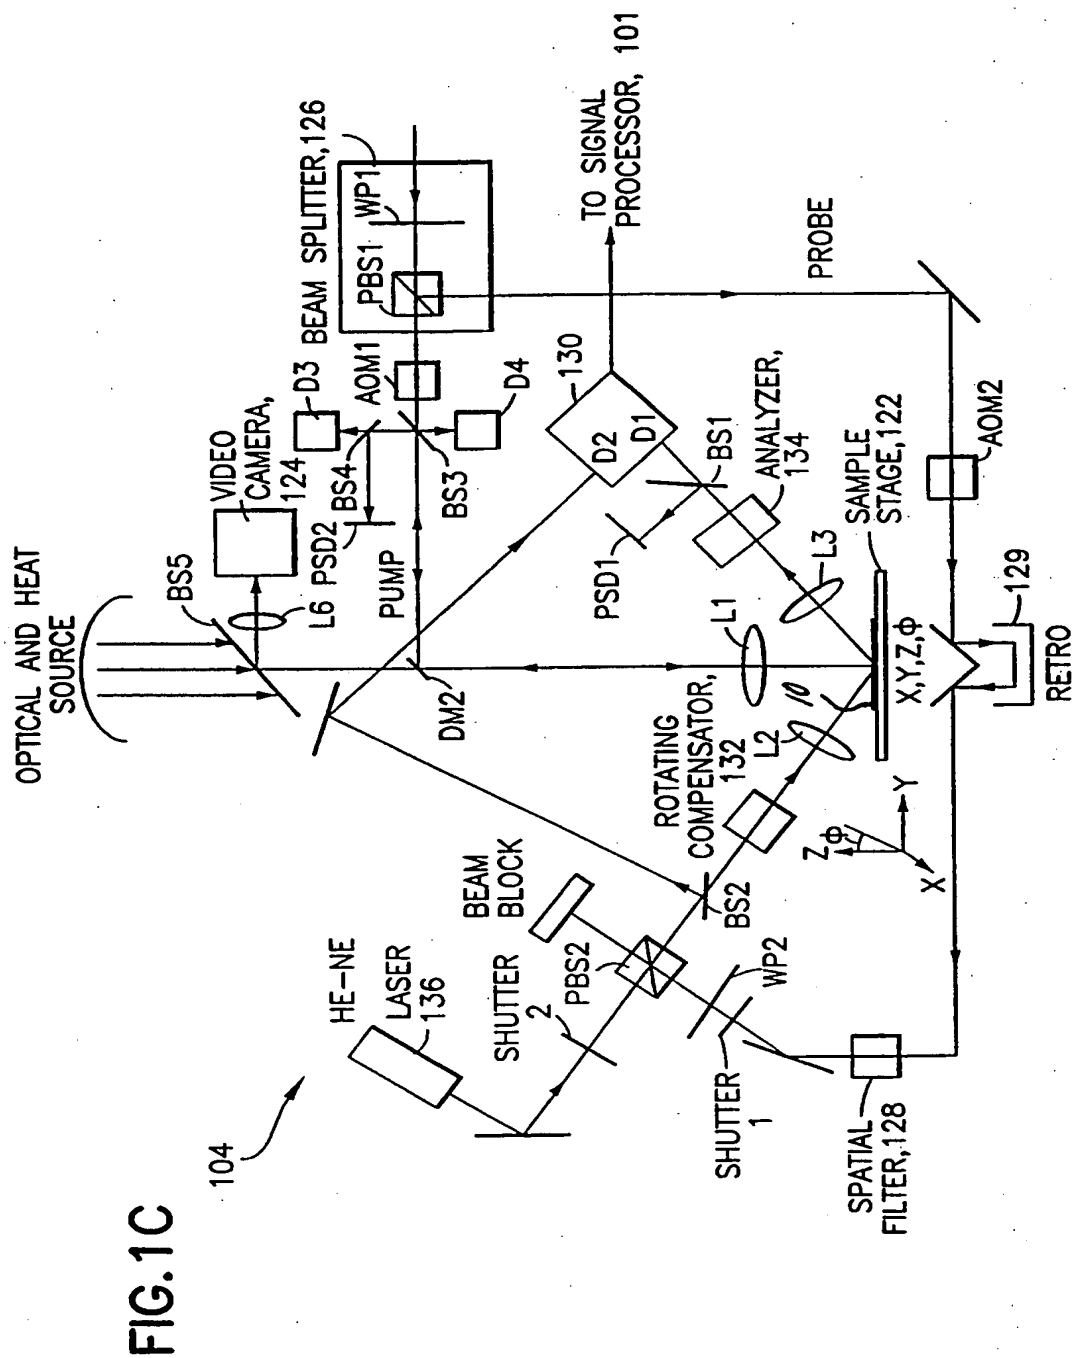 FIG.1C
104
OPTICAL AND HEAT
SOURCE
BS5
VIDEO
CAMERA,
124
L6
D3
BEAM SPLITTER,126
WP1
PBS1
AOM1
BS4
PSD2
BS3
D4
PUMP
DM2
TO SIGNAL
PROCESSOR, 101
130
D2
D1
PROBE
BS1
PSD1
ANALYZER,
134
L3
L1
SAMPLE
STAGE,122
AOM2
HE-NE
LASER
136
SHUTTER
2
BEAM
BLOCK
PBS2
BS2
ROTATING
COMPENSATOR,
132
L2
10
X,Y,Z,Φ
Z
Φ
Y
X
129
RETRO
WP2
SHUTTER
1
SPATIAL
FILTER,128